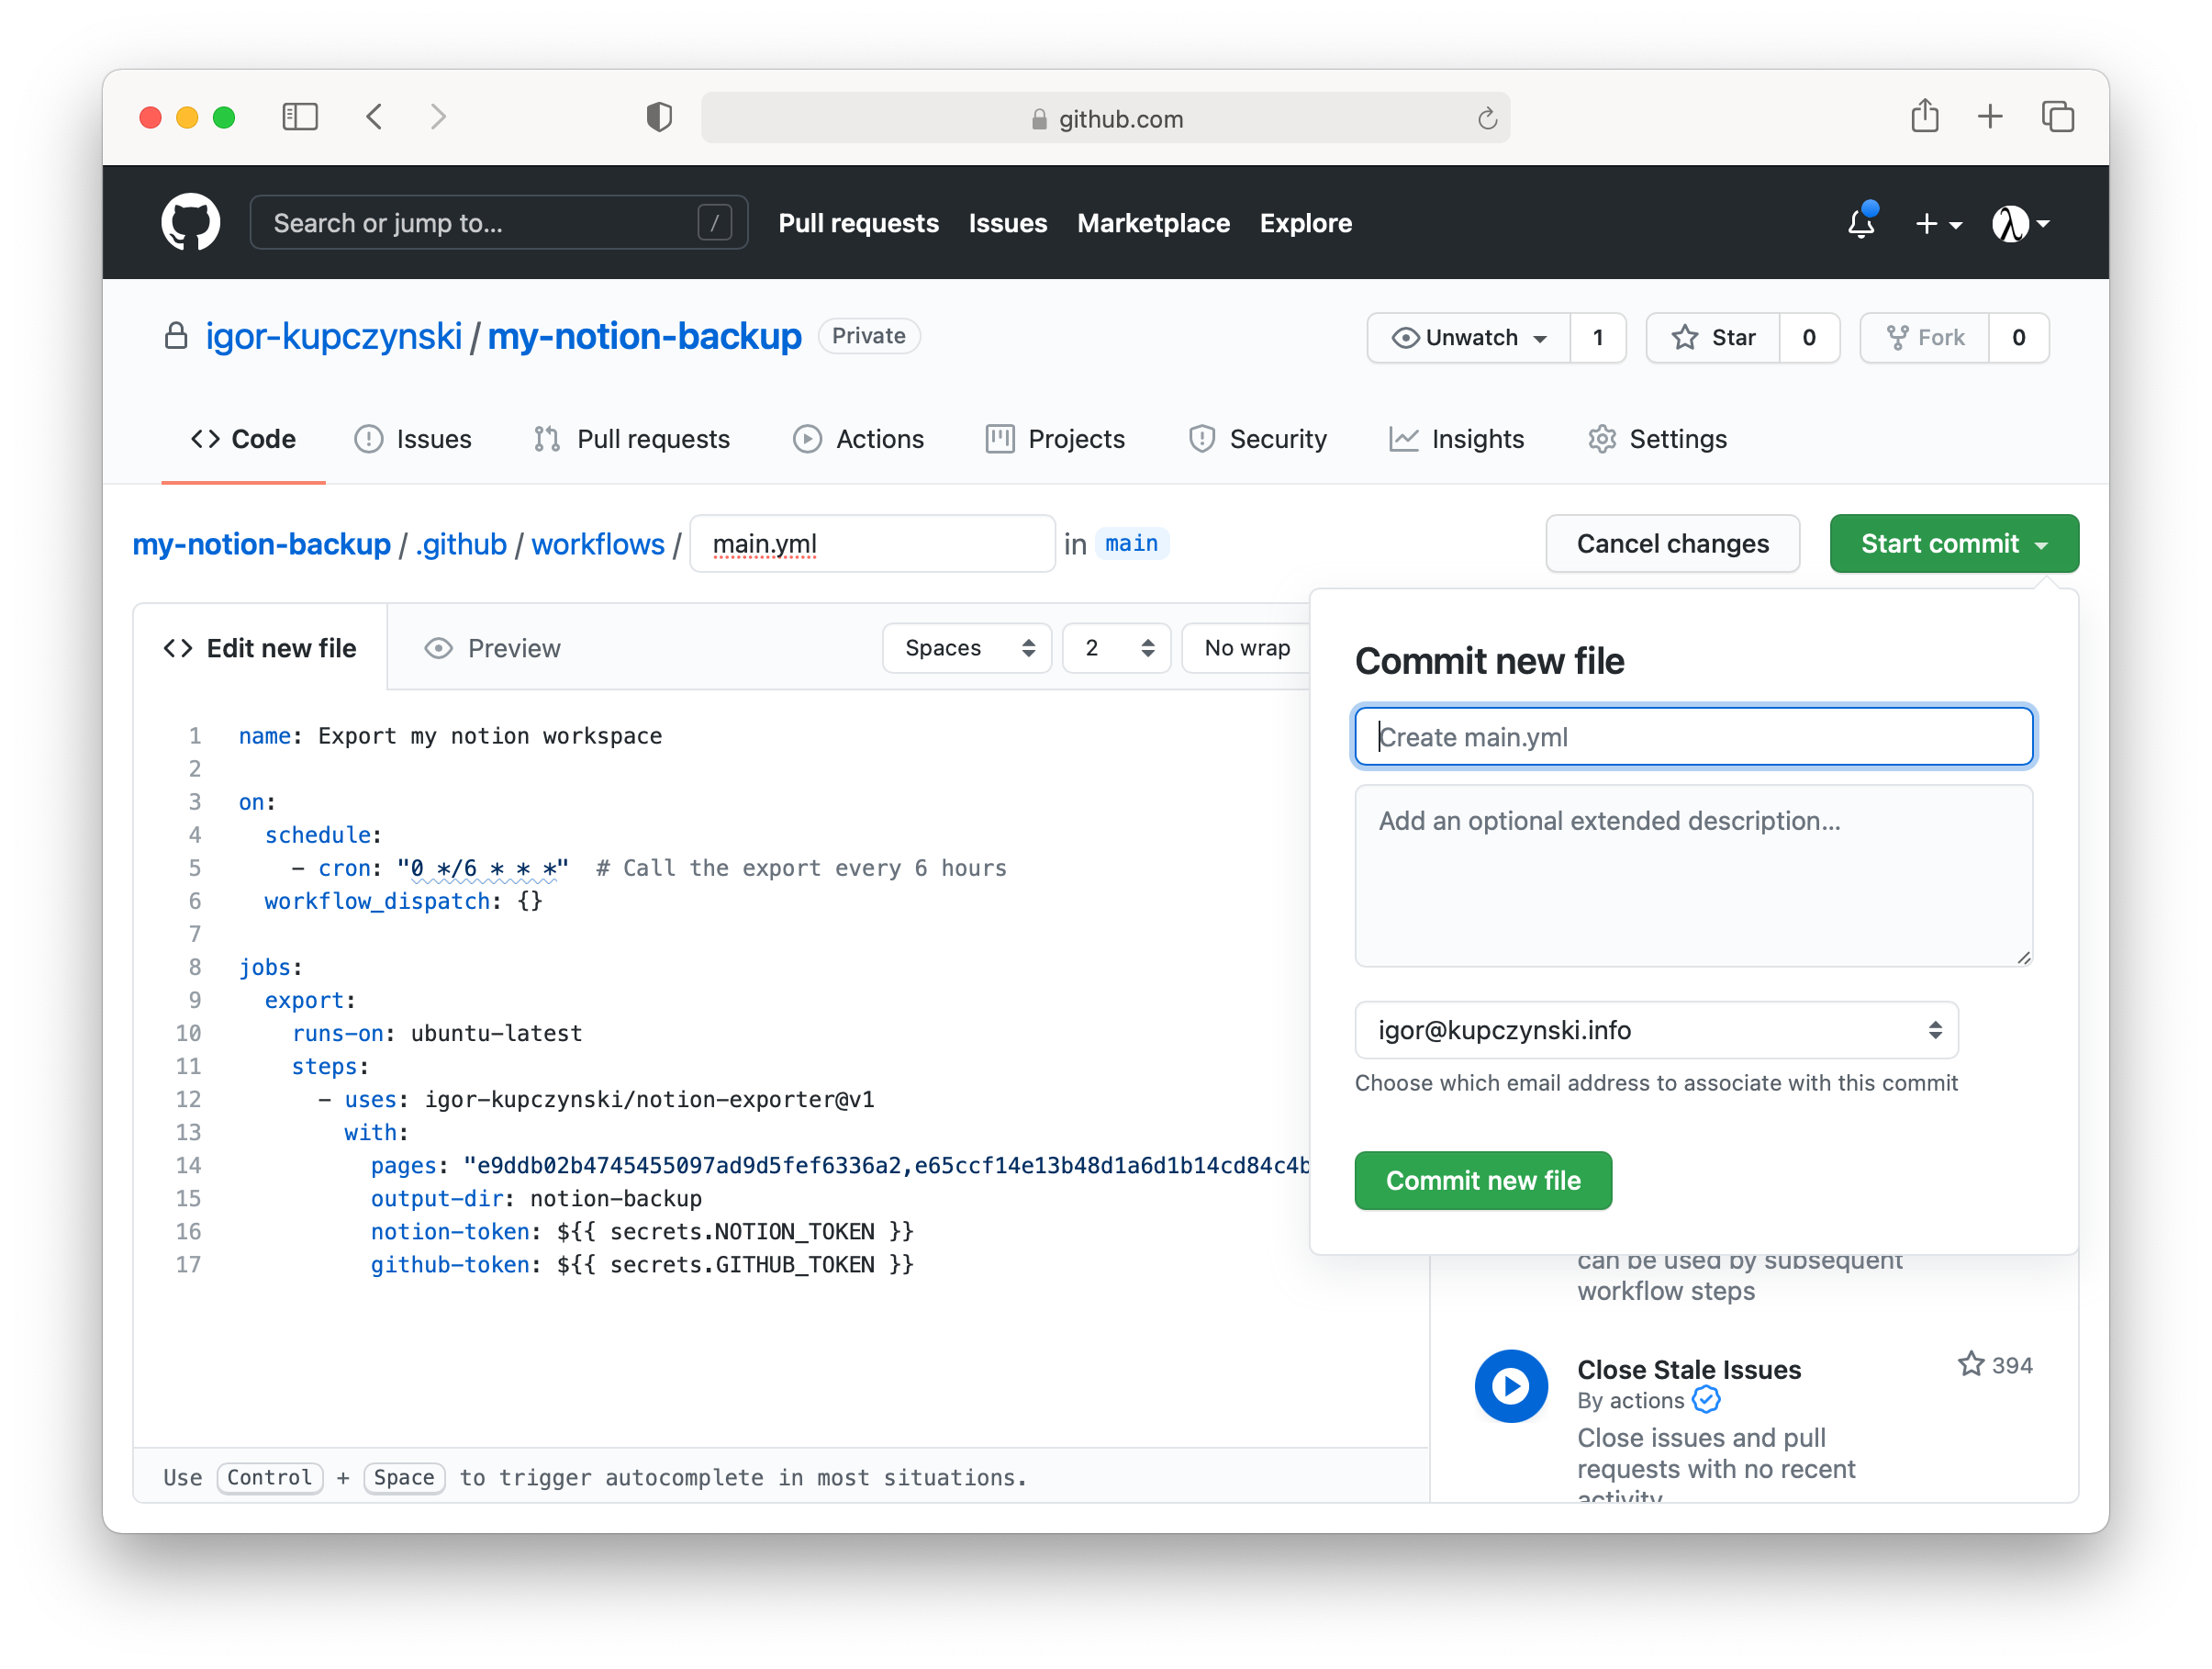 github.com
Search or jump to... / Pull requests Issues Marketplace Explore
igor-kupczynski / my-notion-backup Private Unwatch 1 Star 0 Fork 0
Code Issues Pull requests Actions Projects Security Insights Settings
my-notion-backup / .github / workflows / main.yml in main Cancel changes Start commit
Edit new file Preview Spaces 2 No wrap
1 name: Export my notion workspace
2
3 on:
4 schedule:
5 - cron: "0 */6 * * *" # Call the export every 6 hours
6 workflow_dispatch: {}
7
8 jobs:
9 export:
10 runs-on: ubuntu-latest
11 steps:
12 - uses: igor-kupczynski/notion-exporter@v1
13 with:
14 pages: "e9ddb02b4745455097ad9d5fef6336a2,e65ccf14e13b48d1a6d1b14cd84c4b
15 output-dir: notion-backup
16 notion-token: ${{ secrets.NOTION_TOKEN }}
17 github-token: ${{ secrets.GITHUB_TOKEN }}
Use Control + Space to trigger autocomplete in most situations.
Commit new file
Create main.yml
Add an optional extended description...
igor@kupczynski.info
Choose which email address to associate with this commit
Commit new file
can be used by subsequent
workflow steps
Close Stale Issues 394
By actions
Close issues and pull
requests with no recent
activity